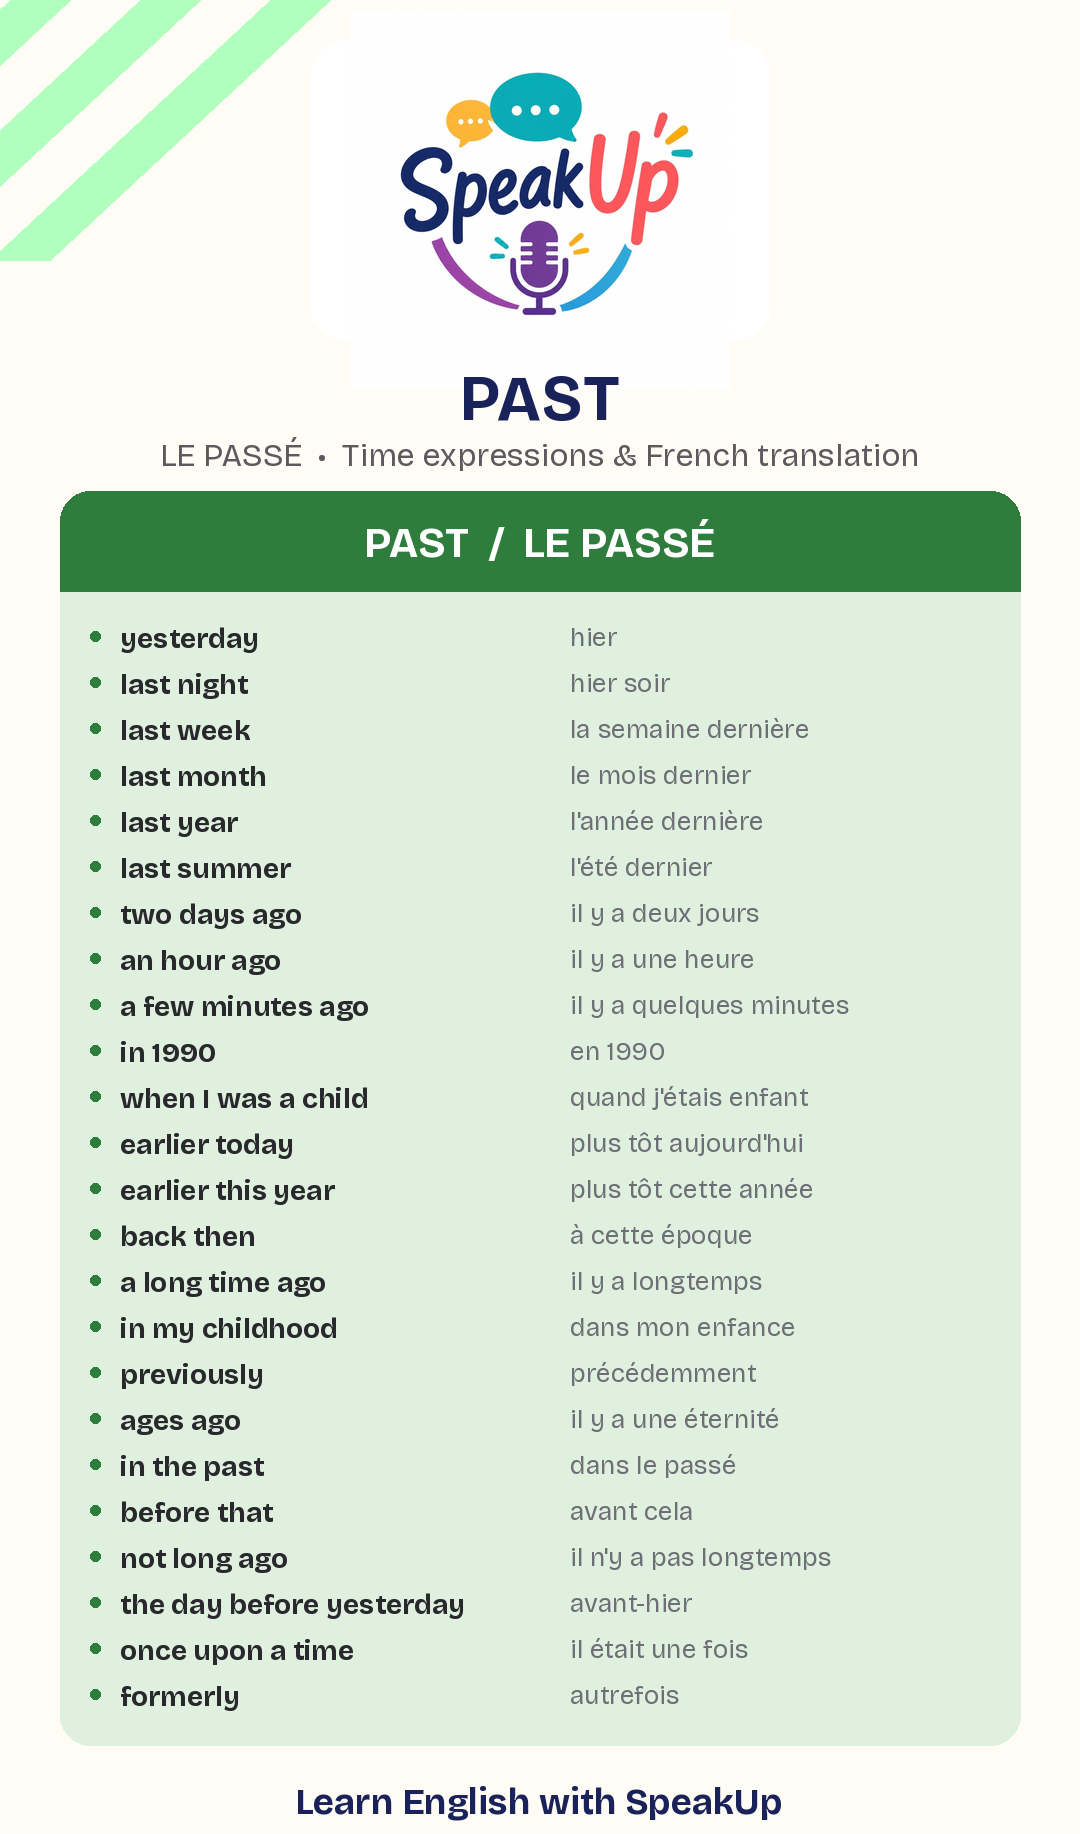 SpeakUp
PAST
LE PASSÉ • Time expressions & French translation
PAST / LE PASSÉ
• yesterday hier
• last night hier soir
• last week la semaine dernière
• last month le mois dernier
• last year l'année dernière
• last summer l'été dernier
• two days ago il y a deux jours
• an hour ago il y a une heure
• a few minutes ago il y a quelques minutes
• in 1990 en 1990
• when I was a child quand j'étais enfant
• earlier today plus tôt aujourd'hui
• earlier this year plus tôt cette année
• back then à cette époque
• a long time ago il y a longtemps
• in my childhood dans mon enfance
• previously précédemment
• ages ago il y a une éternité
• in the past dans le passé
• before that avant cela
• not long ago il n'y a pas longtemps
• the day before yesterday avant-hier
• once upon a time il était une fois
• formerly autrefois
Learn English with SpeakUp